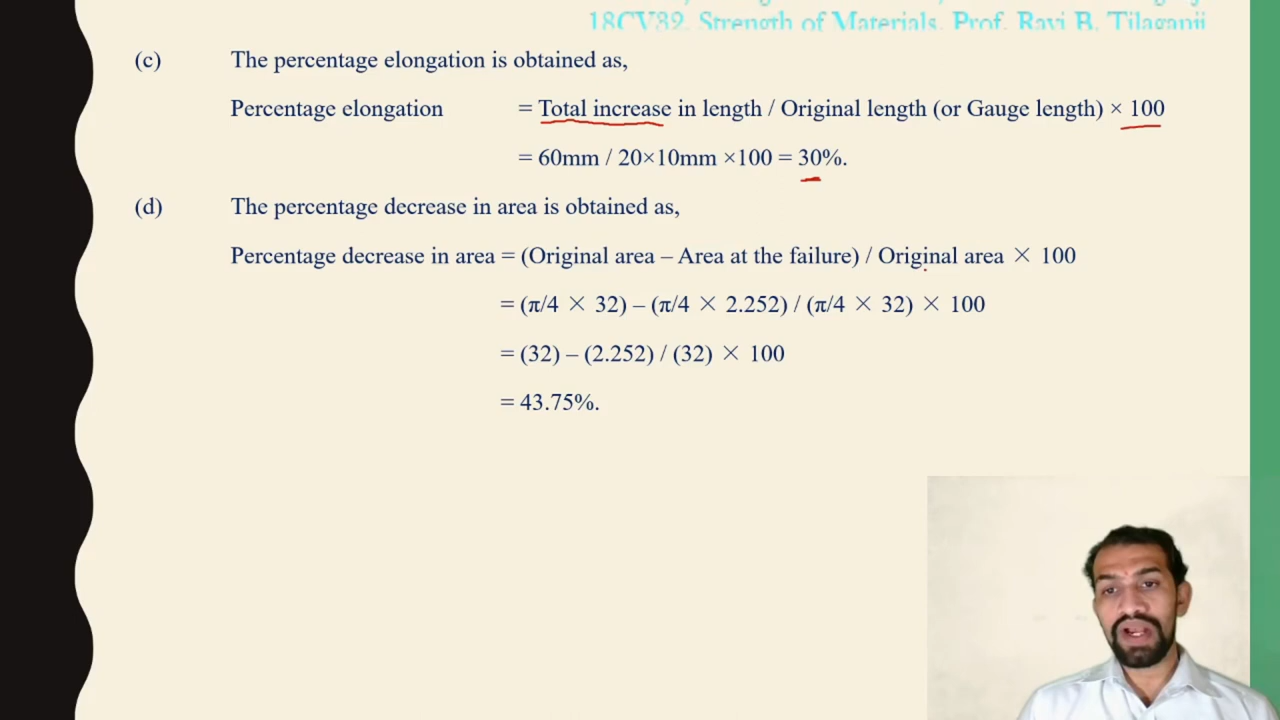 18CV32, Strength of Materials, Prof. Ravi B. Tilaganji
(c) The percentage elongation is obtained as,
Percentage elongation = Total increase in length / Original length (or Gauge length) × 100
= 60mm / 20×10mm ×100 = 30%.
(d) The percentage decrease in area is obtained as,
Percentage decrease in area = (Original area – Area at the failure) / Original area × 100
= (π/4 × 32) – (π/4 × 2.252) / (π/4 × 32) × 100
= (32) – (2.252) / (32) × 100
= 43.75%.